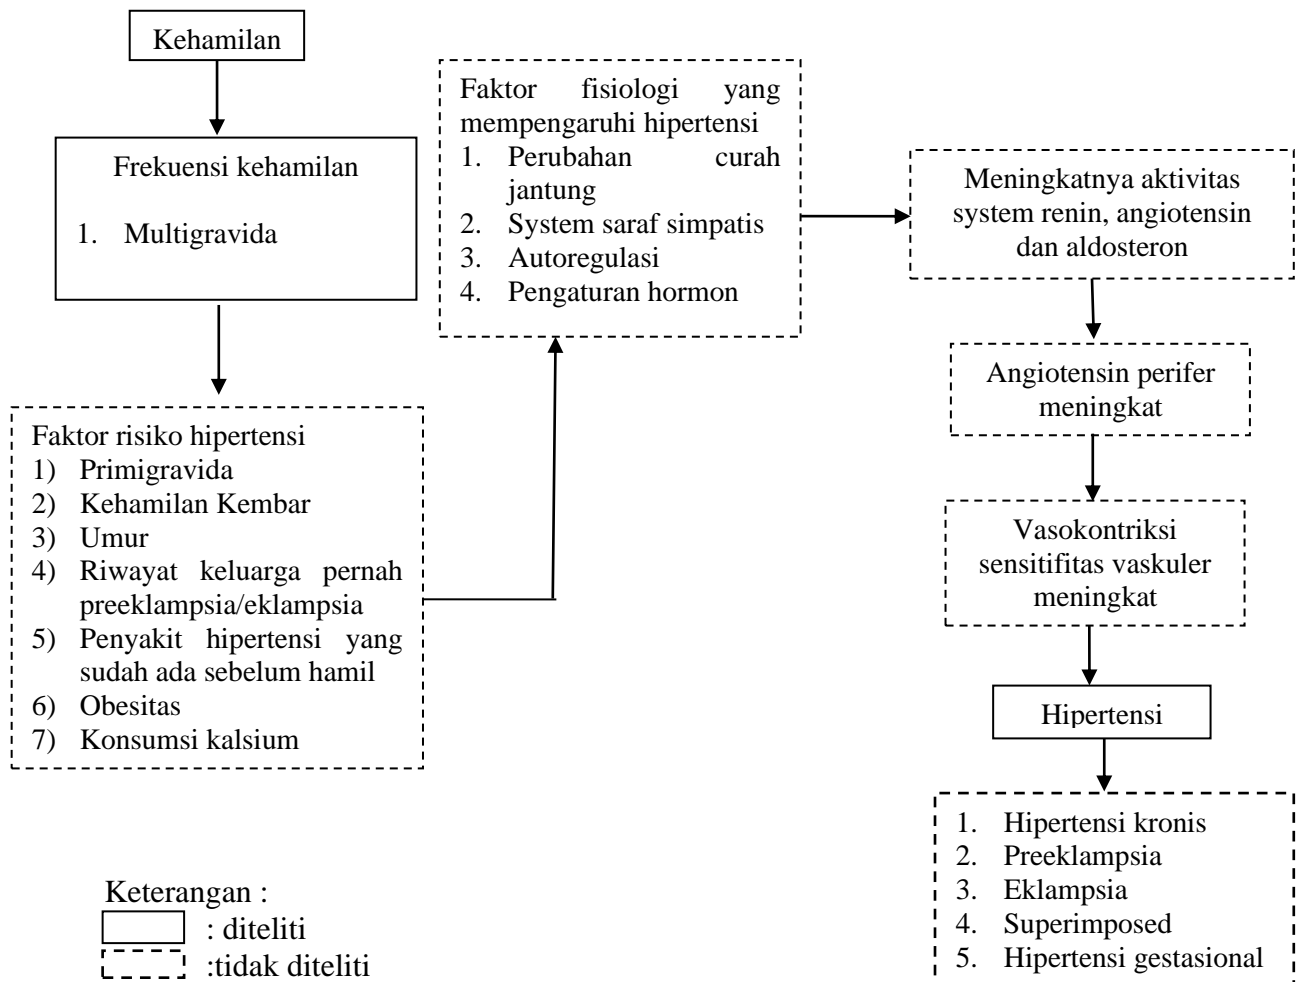 Kehamilan
Frekuensi kehamilan
1. Multigravida
Faktor risiko hipertensi
1) Primigravida
2) Kehamilan Kembar
3) Umur
4) Riwayat keluarga pernah
preeklampsia/eklampsia
5) Penyakit hipertensi yang
sudah ada sebelum hamil
6) Obesitas
7) Konsumsi kalsium
Faktor fisiologi yang
mempengaruhi hipertensi
1. Perubahan curah
jantung
2. System saraf simpatis
3. Autoregulasi
4. Pengaturan hormon
Meningkatnya aktivitas
system renin, angiotensin
dan aldosteron
Angiotensin perifer
meningkat
Vasokontriksi
sensitifitas vaskuler
meningkat
Hipertensi
1. Hipertensi kronis
2. Preeklampsia
3. Eklampsia
4. Superimposed
5. Hipertensi gestasional
Keterangan :
: diteliti
:tidak diteliti